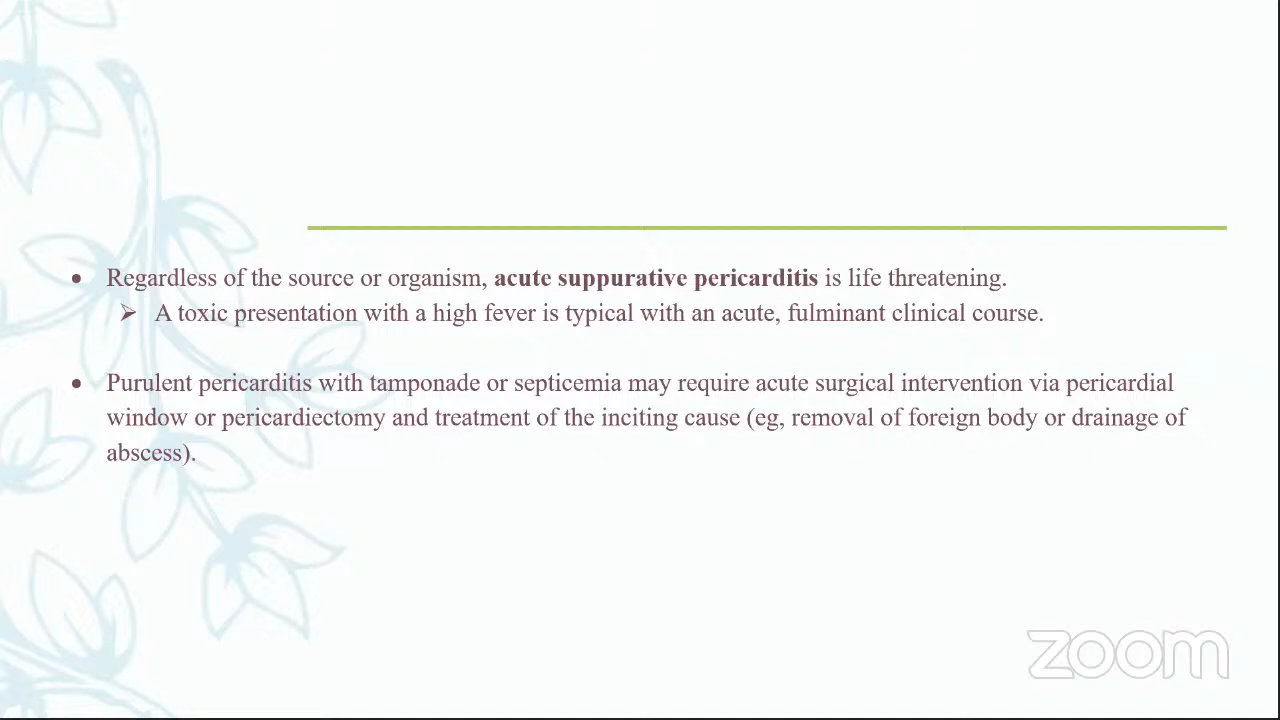 • Regardless of the source or organism, acute suppurative pericarditis is life threatening.
➢ A toxic presentation with a high fever is typical with an acute, fulminant clinical course.
• Purulent pericarditis with tamponade or septicemia may require acute surgical intervention via pericardial
window or pericardiectomy and treatment of the inciting cause (eg, removal of foreign body or drainage of
abscess).
zoom